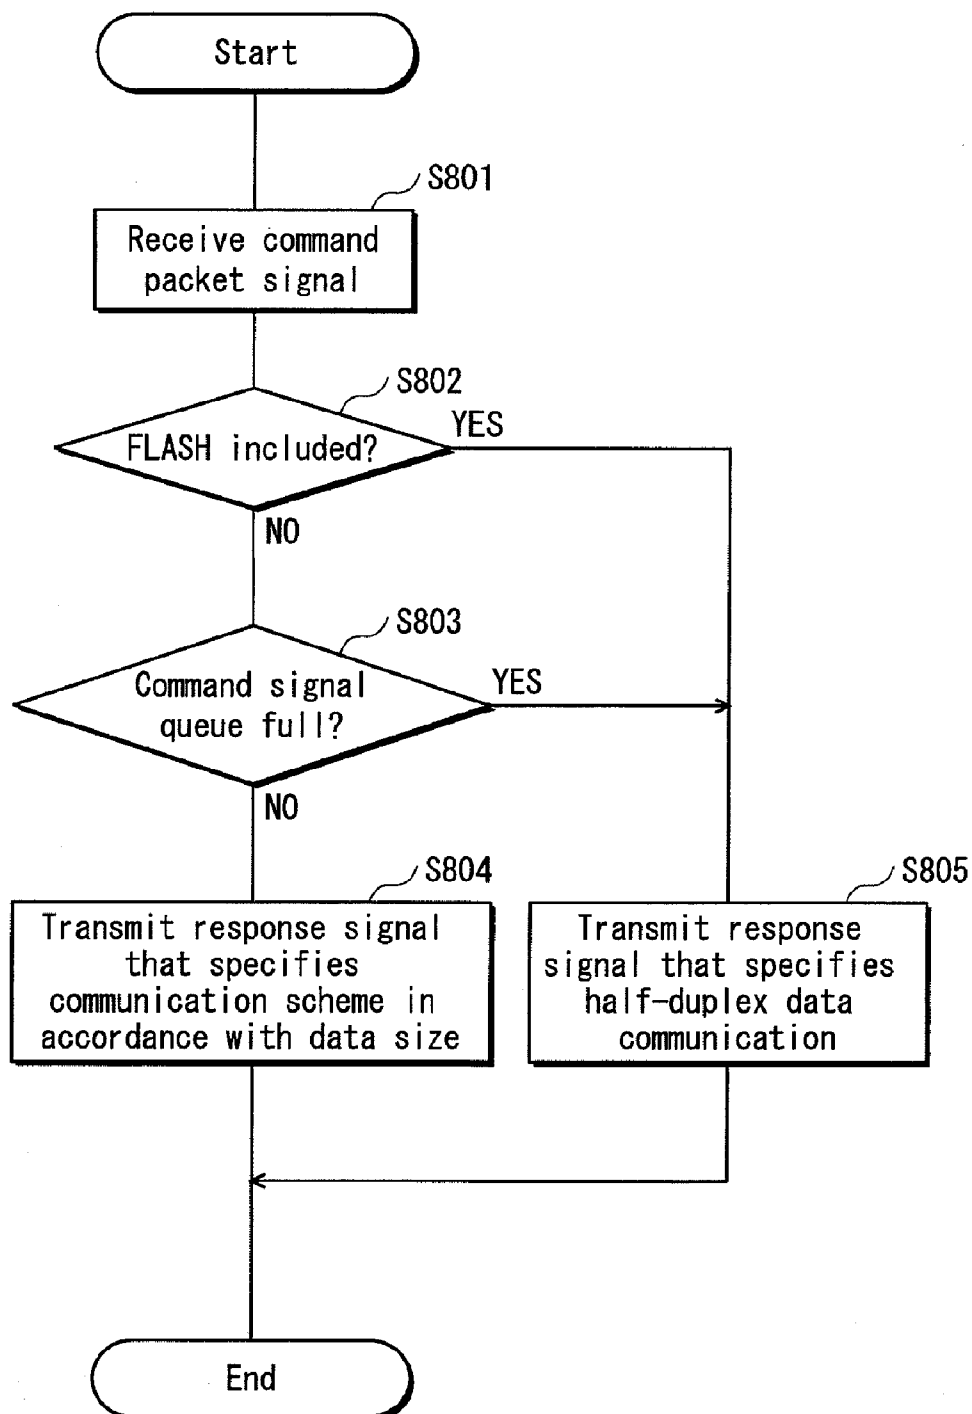 Start
S801
Receive command
packet signal
S802
FLASH included?
YES
NO
S803
Command signal
queue full?
YES
NO
S804
Transmit response signal
that specifies
communication scheme in
accordance with data size
S805
Transmit response
signal that specifies
half-duplex data
communication
End